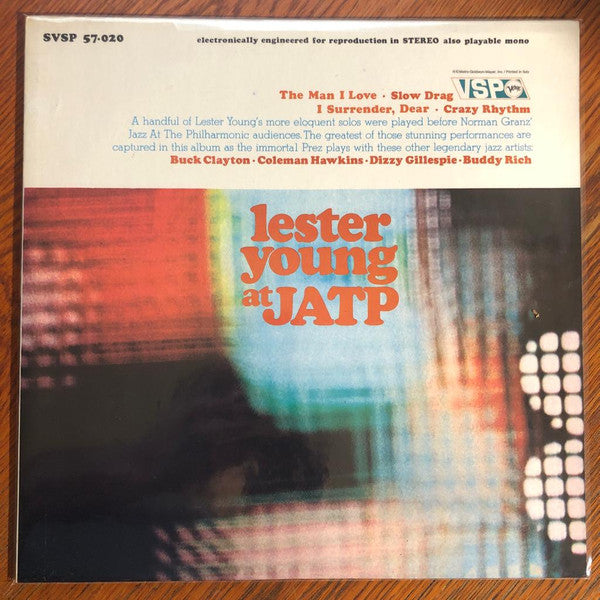 SVSP 57-020
electronically engineered for reproduction in STEREO also playable mono
The Man I Love · Slow Drag
VSP
I Surrender, Dear · Crazy Rhythm
A handful of Lester Young's more eloquent solos were played before Norman Granz'
Jazz At The Philharmonic audiences. The greatest of those stunning performances are
captured in this album as the immortal Prez plays with these other legendary jazz artists:
Buck Clayton · Coleman Hawkins · Dizzy Gillespie · Buddy Rich
lester
young
at JATP